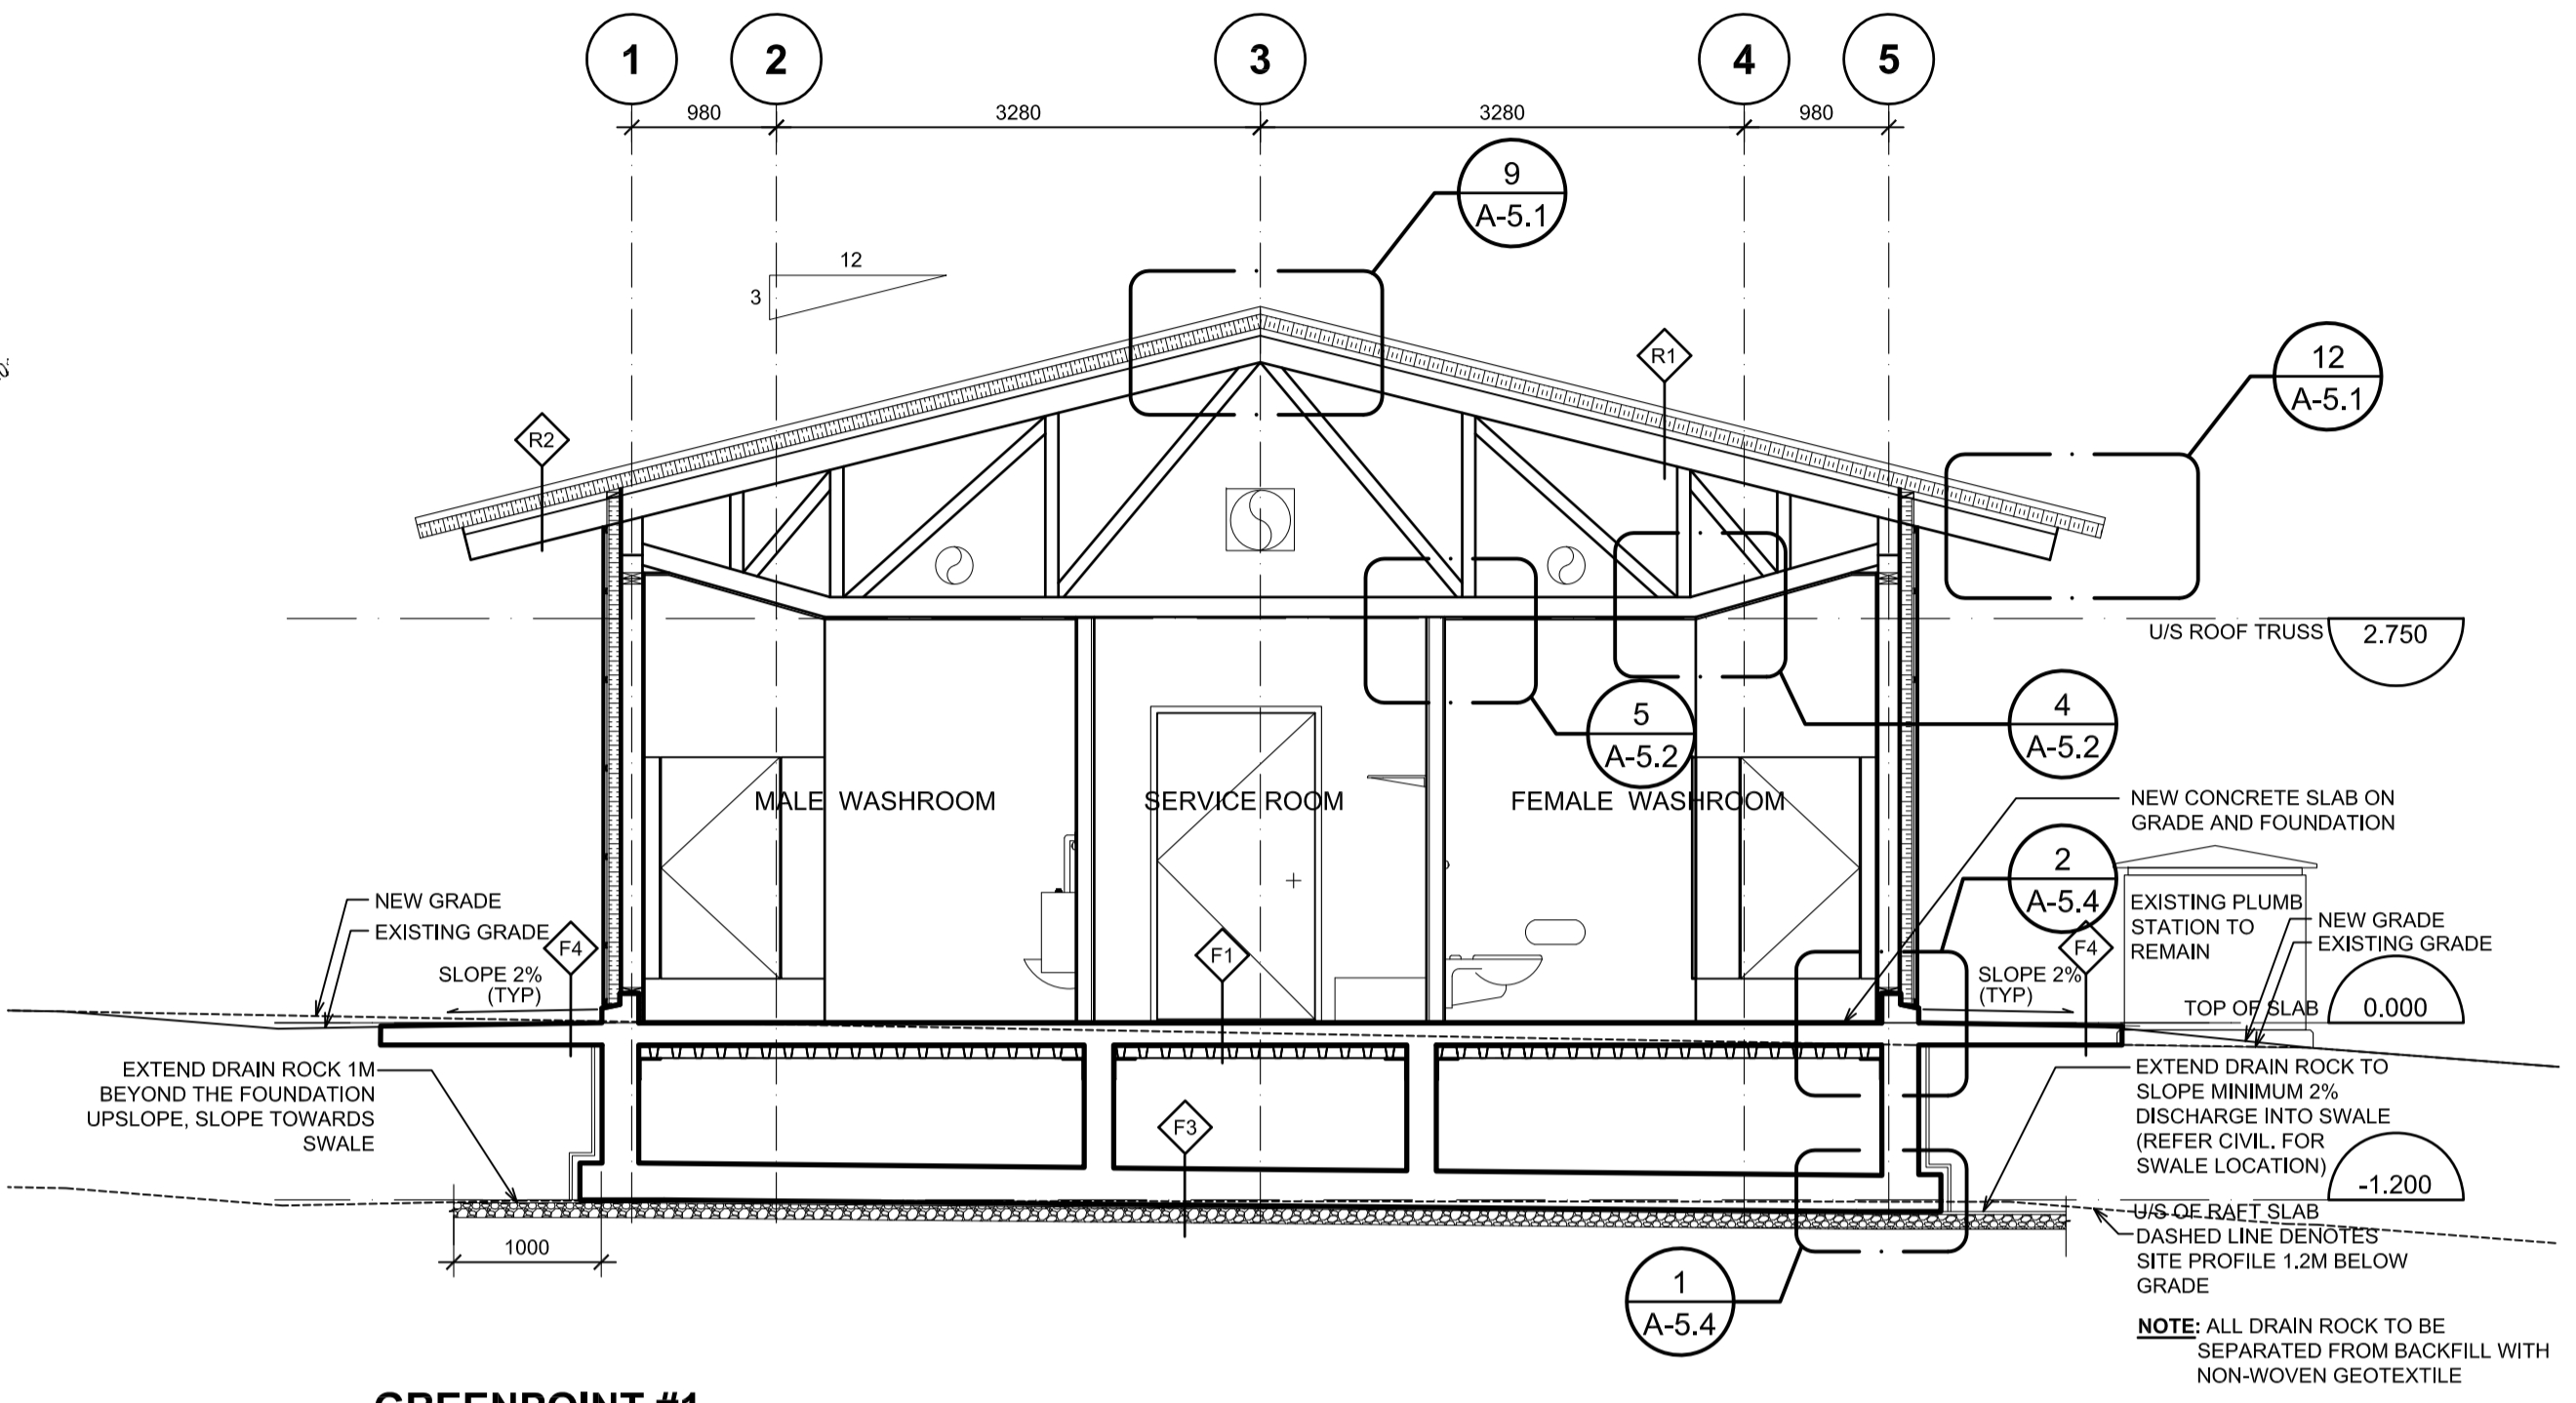 1
2
3
4
5
980
3280
3280
980
9
A-5.1
12
3
R1
12
A-5.1
R2
U/S ROOF TRUSS
2.750
5
A-5.2
4
A-5.2
MALE WASHROOM
SERVICE ROOM
FEMALE WASHROOM
NEW CONCRETE SLAB ON
GRADE AND FOUNDATION
2
A-5.4
NEW GRADE
EXISTING GRADE
F4
SLOPE 2%
(TYP)
F1
EXISTING PLUMB
STATION TO
REMAIN
NEW GRADE
EXISTING GRADE
F4
SLOPE 2%
(TYP)
TOP OF SLAB
0.000
EXTEND DRAIN ROCK 1M
BEYOND THE FOUNDATION
UPSLOPE, SLOPE TOWARDS
SWALE
F3
EXTEND DRAIN ROCK TO
SLOPE MINIMUM 2%
DISCHARGE INTO SWALE
(REFER CIVIL. FOR
SWALE LOCATION)
-1.200
U/S OF RAFT SLAB
DASHED LINE DENOTES
SITE PROFILE 1.2M BELOW
GRADE
1000
1
A-5.4
NOTE: ALL DRAIN ROCK TO BE
SEPARATED FROM BACKFILL WITH
NON-WOVEN GEOTEXTILE
GREENPOINT #1